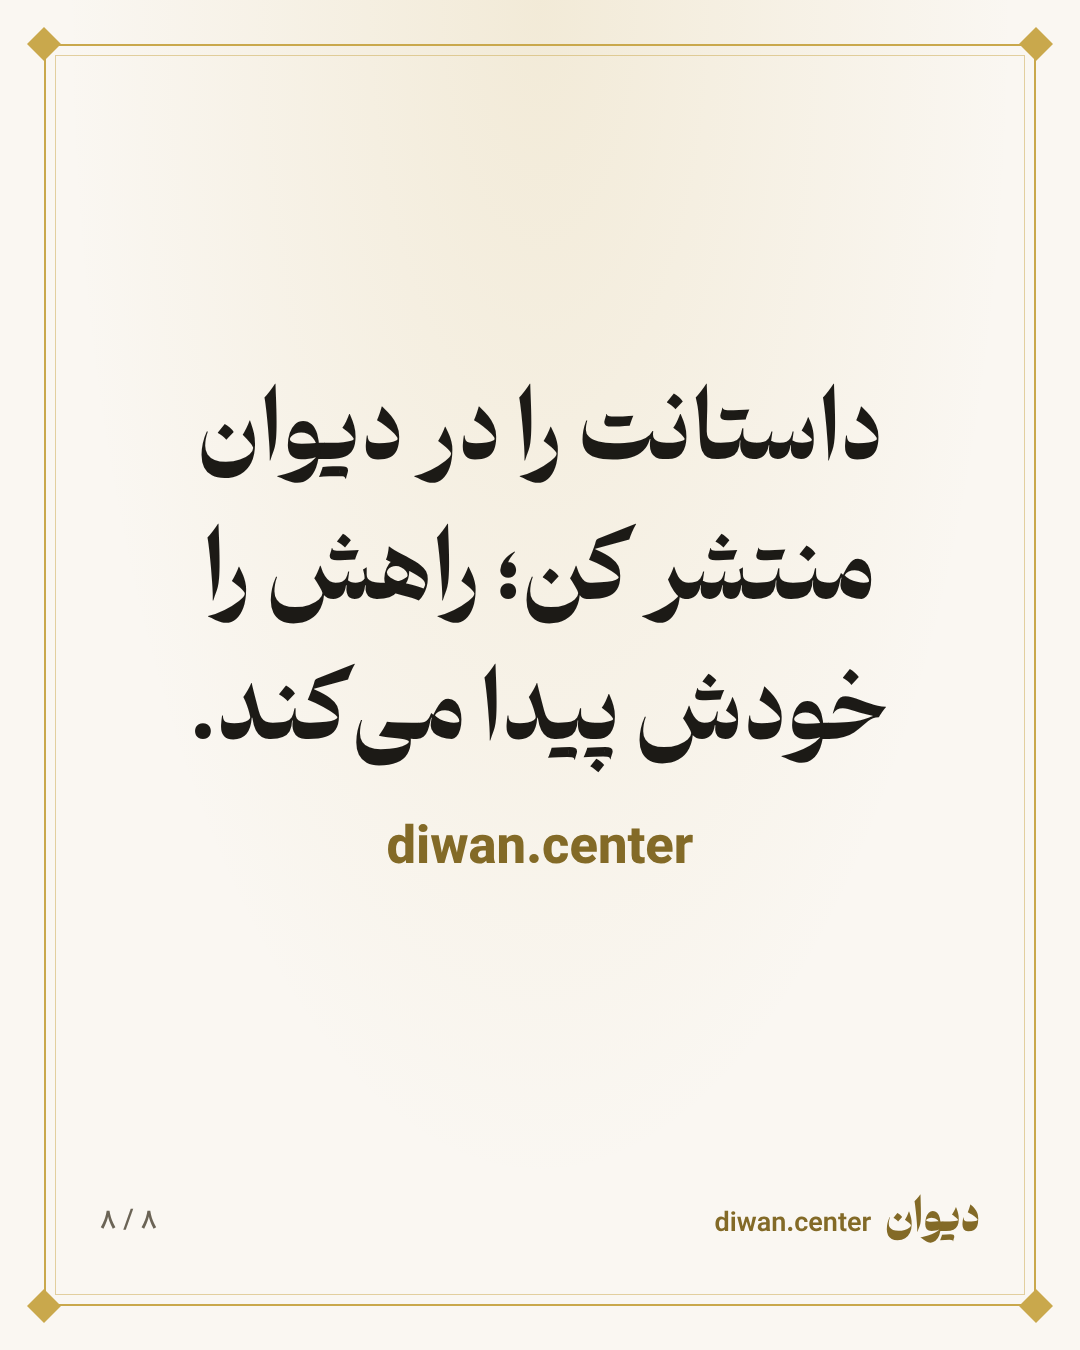 داستانت را در دیوان
منتشر کن؛ راهش را
خودش پیدا می‌کند.
diwan.center
دیوان diwan.center
۸ / ۸